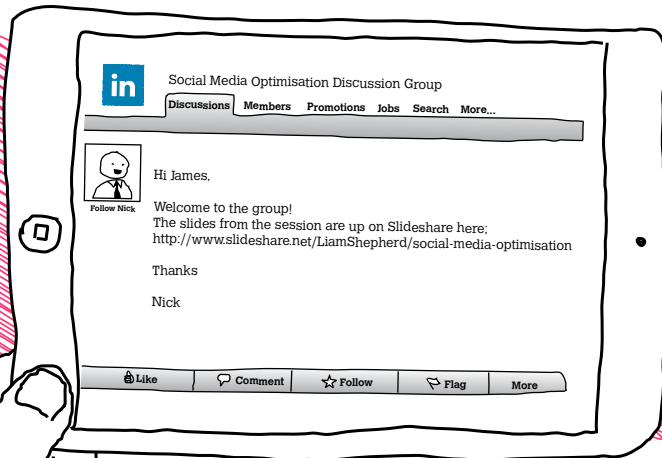 in
Social Media Optimisation Discussion Group
Discussions Members Promotions Jobs Search More...
Follow Nick
Hi James,
Welcome to the group!
The slides from the session are up on Slideshare here;
http://www.slideshare.net/LiamShepherd/social-media-optimisation
Thanks
Nick
Like Comment Follow Flag More